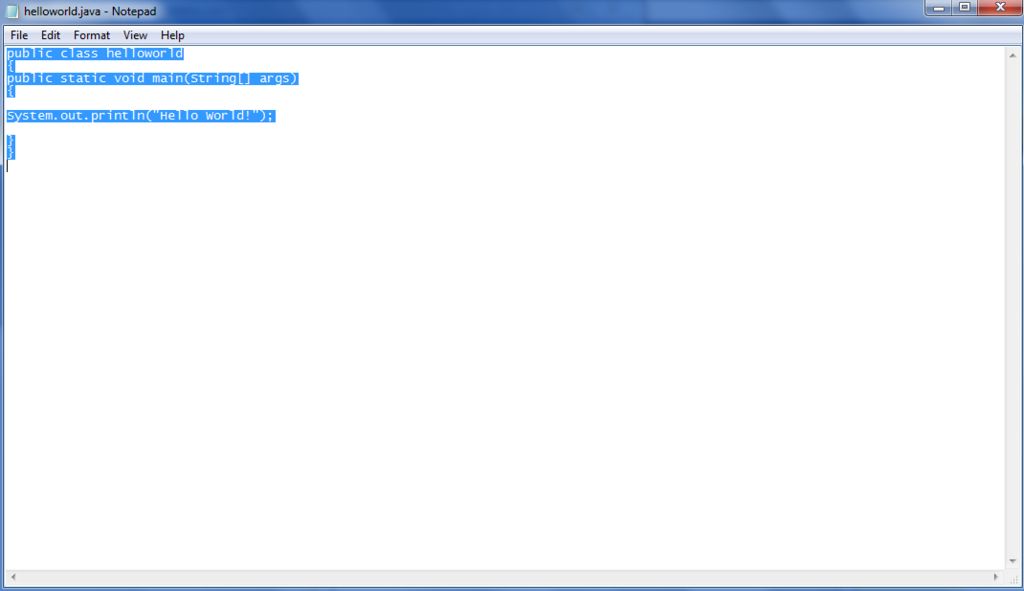 helloworld.java - Notepad
File Edit Format View Help
public class helloworld
{
public static void main(String[] args)
{
System.out.println("Hello World!");
}
}